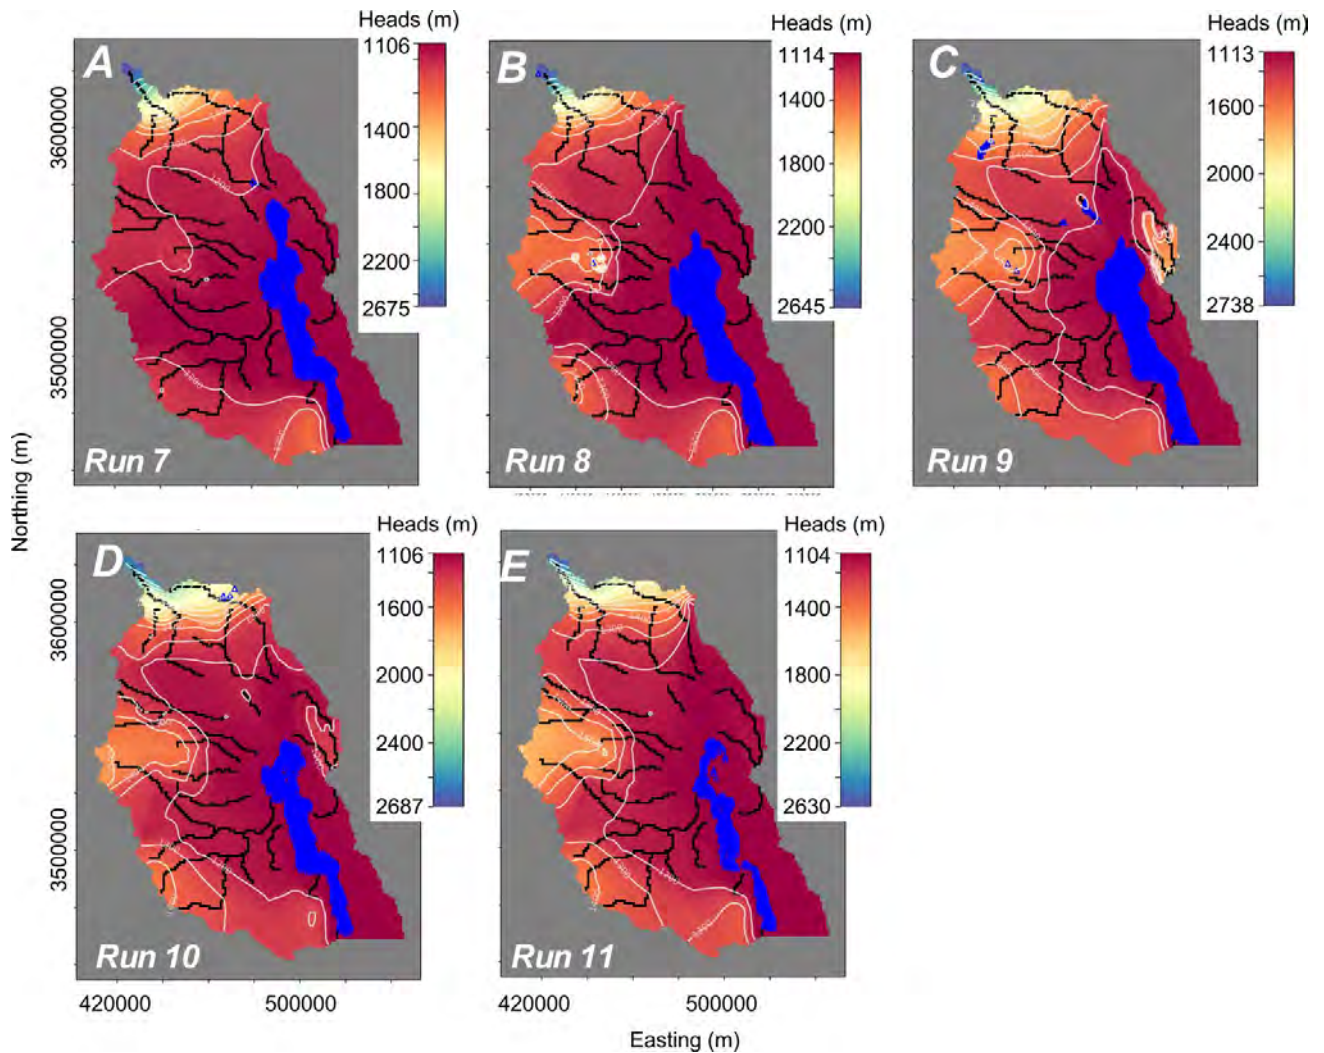 Heads (m)
1106
1400
1800
2200
2675
A
Run 7
Heads (m)
1114
1400
1800
2200
2645
B
Run 8
Heads (m)
1113
1600
2000
2400
2738
C
Run 9
3600000
3500000
Northing (m)
Heads (m)
1106
1600
2000
2400
2687
D
Run 10
Heads (m)
1104
1400
1800
2200
2630
E
Run 11
3600000
3500000
420000
500000
420000
500000
Easting (m)